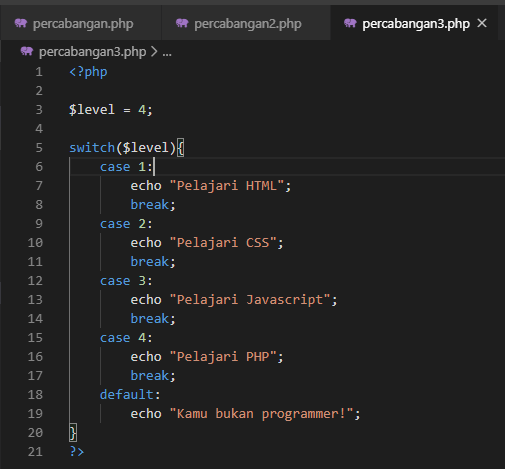 percabangan.php percabangan2.php percabangan3.php ×
percabangan3.php > ...
1 <?php
2
3 $level = 4;
4
5 switch($level){
6 case 1:
7 echo "Pelajari HTML";
8 break;
9 case 2:
10 echo "Pelajari CSS";
11 break;
12 case 3:
13 echo "Pelajari Javascript";
14 break;
15 case 4:
16 echo "Pelajari PHP";
17 break;
18 default:
19 echo "Kamu bukan programmer!";
20 }
21 ?>